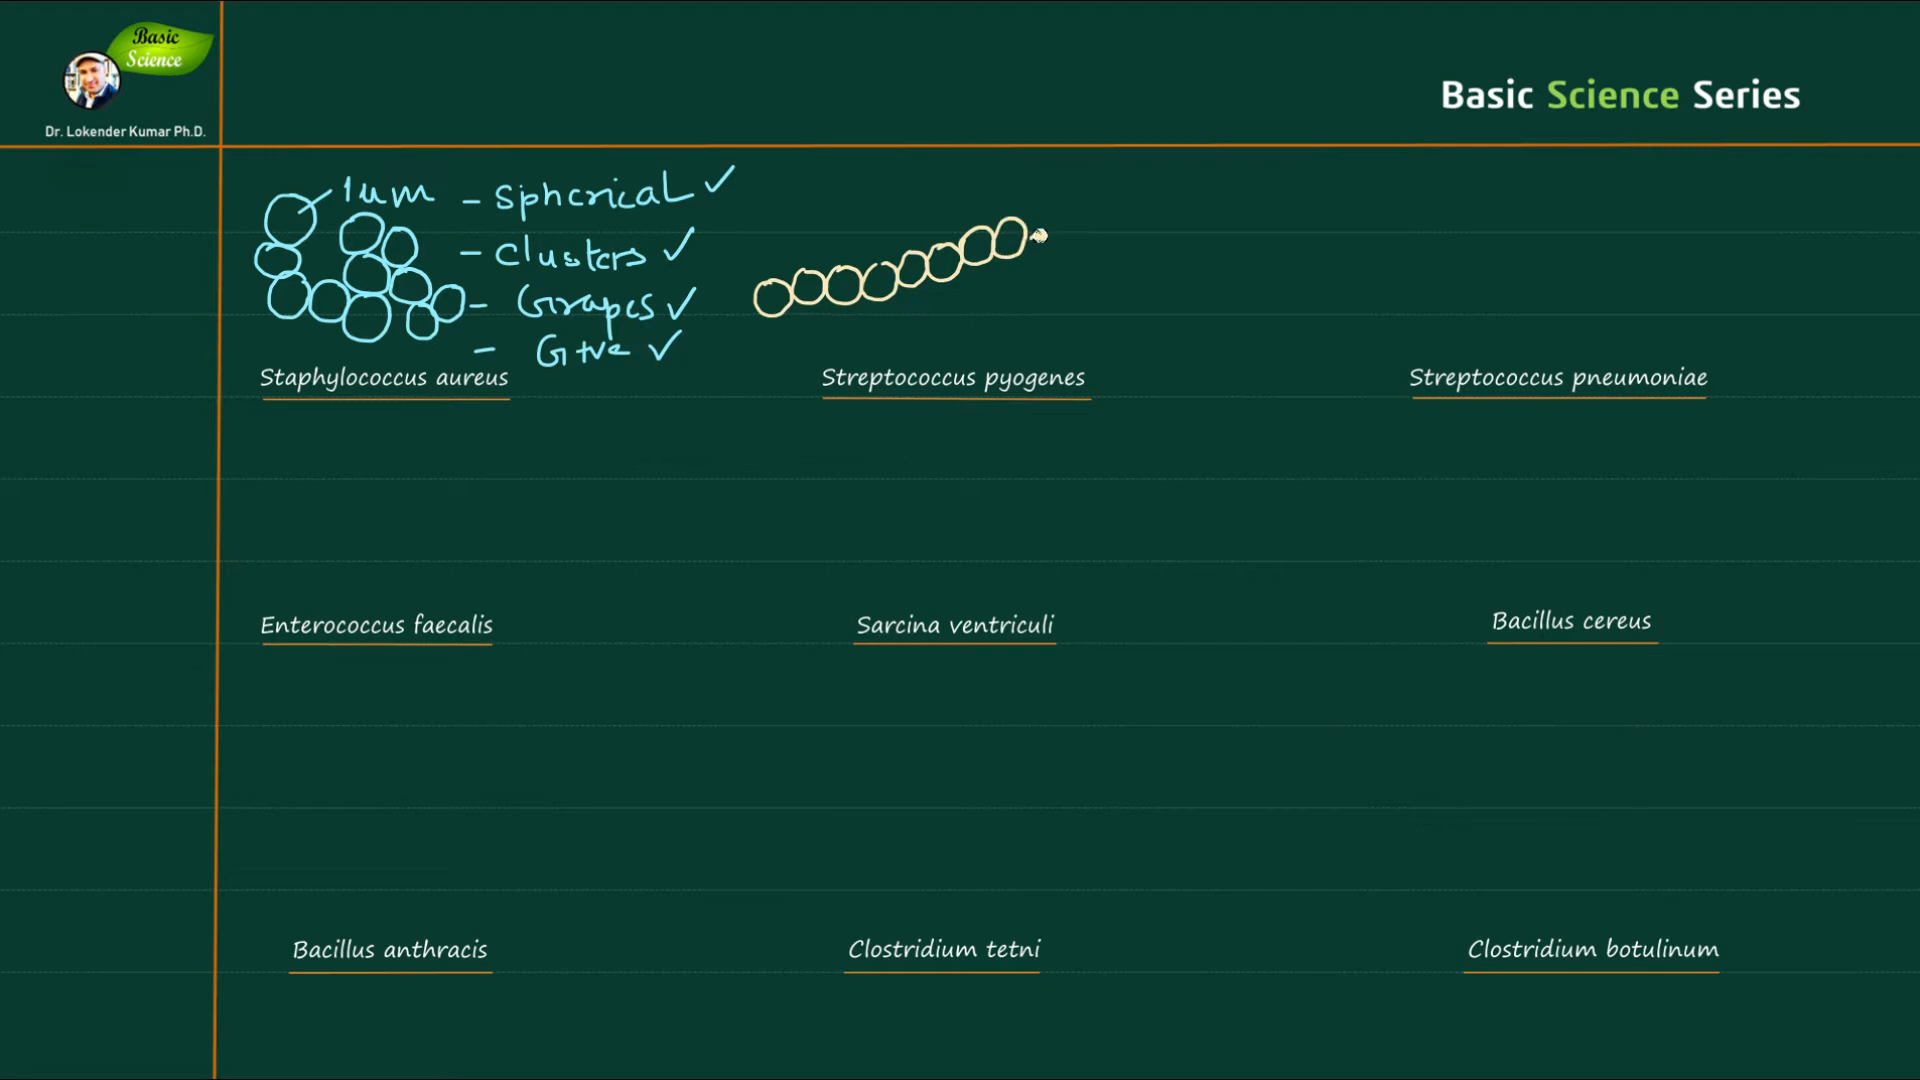 Basic
Science
Dr. Lokender Kumar Ph.D.
Basic Science Series
1um - Spherical ✓
- Clusters ✓
- Grapes ✓
- G+ve ✓
Staphylococcus aureus
Streptococcus pyogenes
Streptococcus pneumoniae
Enterococcus faecalis
Sarcina ventriculi
Bacillus cereus
Bacillus anthracis
Clostridium tetni
Clostridium botulinum